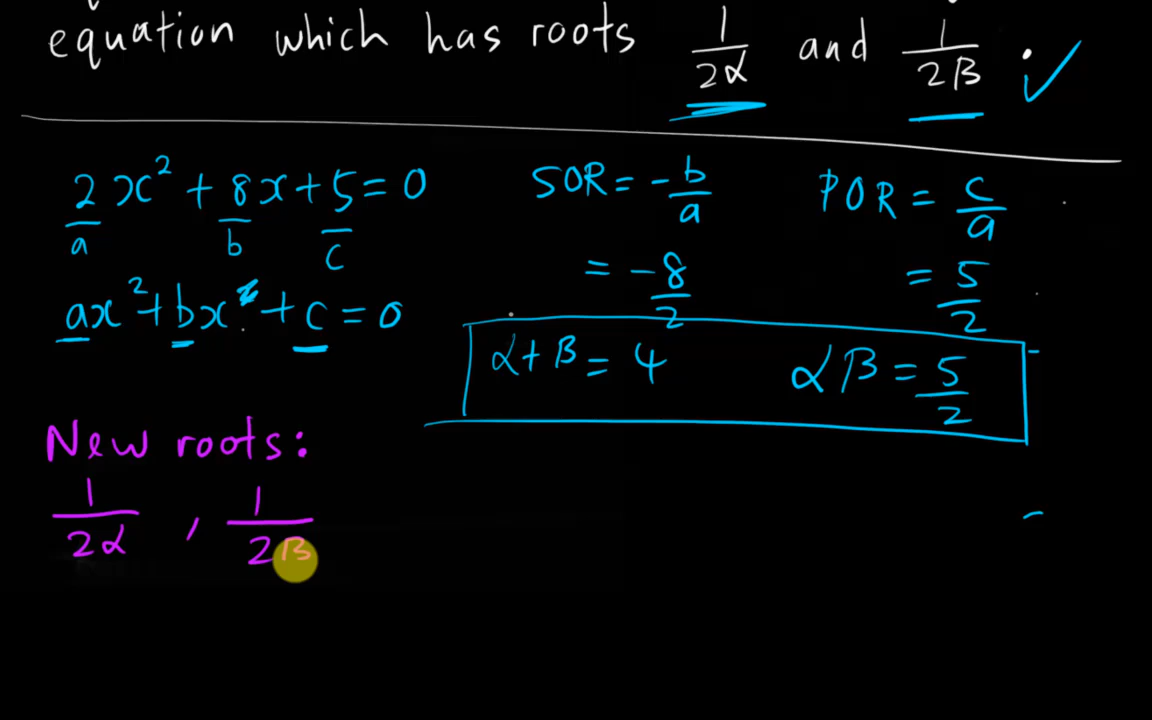 equation which has roots 1/2α and 1/2β .
2x² + 8x + 5 = 0 SOR = -b/a POR = c/a
a b c = -8/2 = 5/2
ax² + bx + c = 0
α + β = 4 αβ = 5/2
New roots:
1/2α , 1/2β